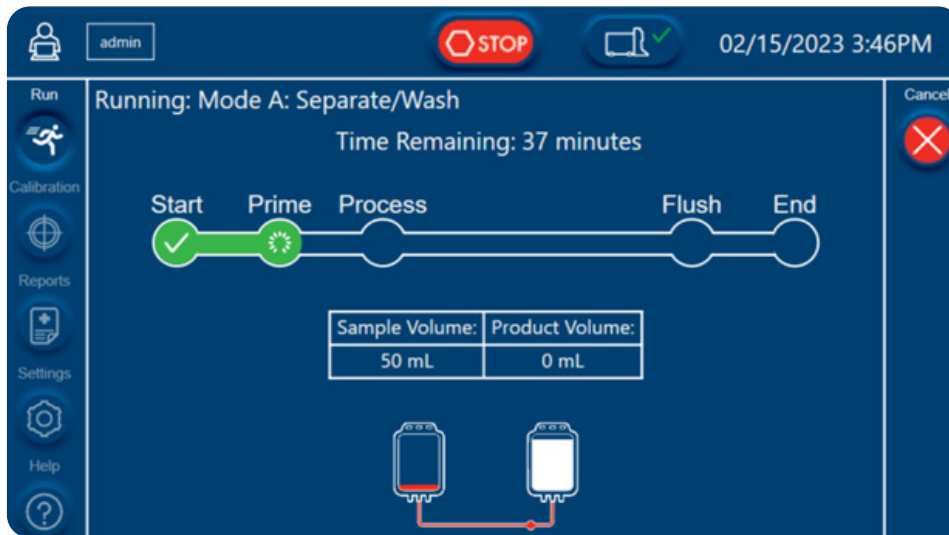 admin
STOP
02/15/2023 3:46PM
Run
Calibration
Reports
Settings
Help
Running: Mode A: Separate/Wash
Time Remaining: 37 minutes
Start Prime Process Flush End
Sample Volume: Product Volume:
50 mL 0 mL
Cancel